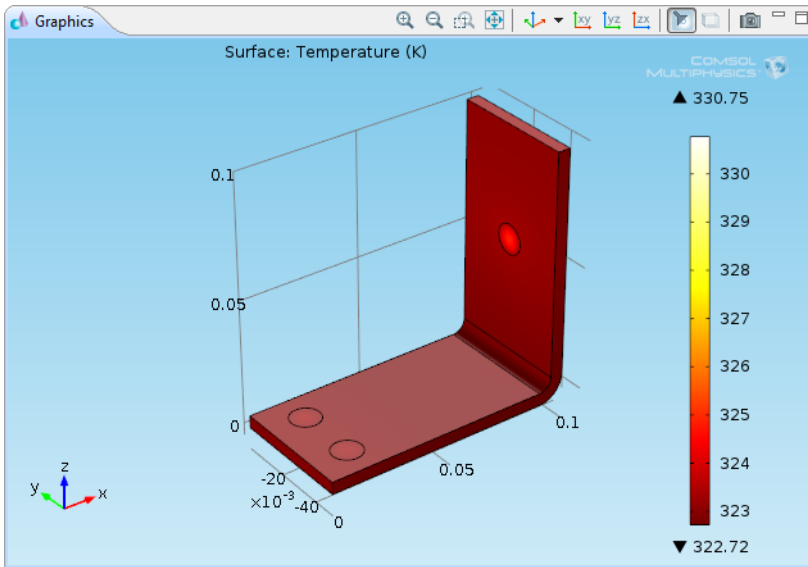 Graphics
xy yz zx
Surface: Temperature (K)
COMSOL
MULTIPHYSICS
▲ 330.75
330
329
328
327
326
325
324
323
▼ 322.72
0.1
0.05
0
-20
×10⁻³ -40
0
0.05
0.1
z
y
x